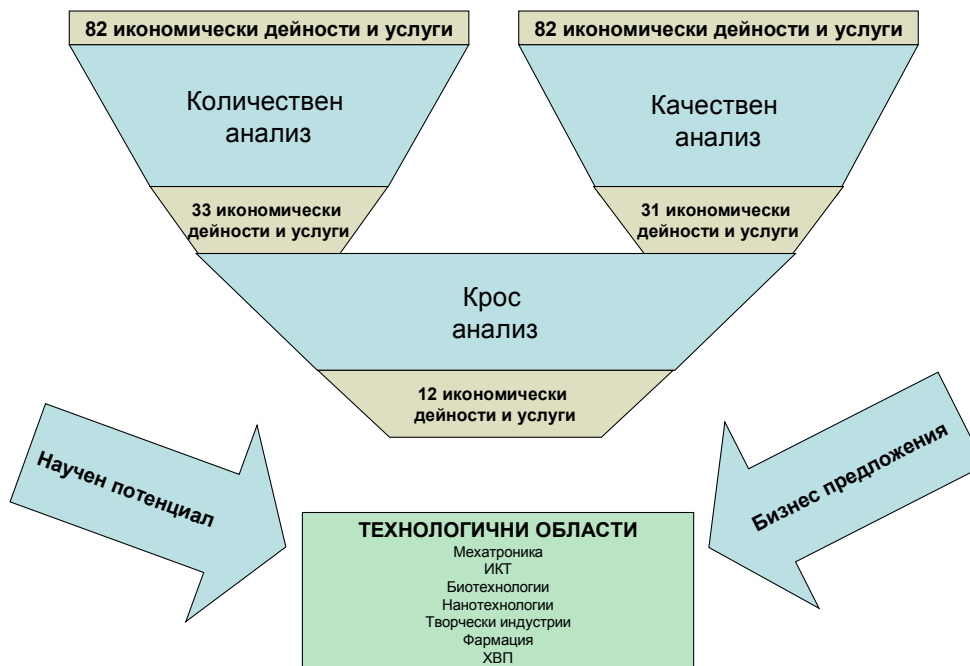 82 икономически дейности и услуги
82 икономически дейности и услуги
Количествен
анализ
Качествен
анализ
33 икономически
дейности и услуги
31 икономически
дейности и услуги
Крос
анализ
12 икономически
дейности и услуги
Научен потенциал
Бизнес предложения
ТЕХНОЛОГИЧНИ ОБЛАСТИ
Мехатроника
ИКТ
Биотехнологии
Нанотехнологии
Творчески индустрии
Фармация
ХВП